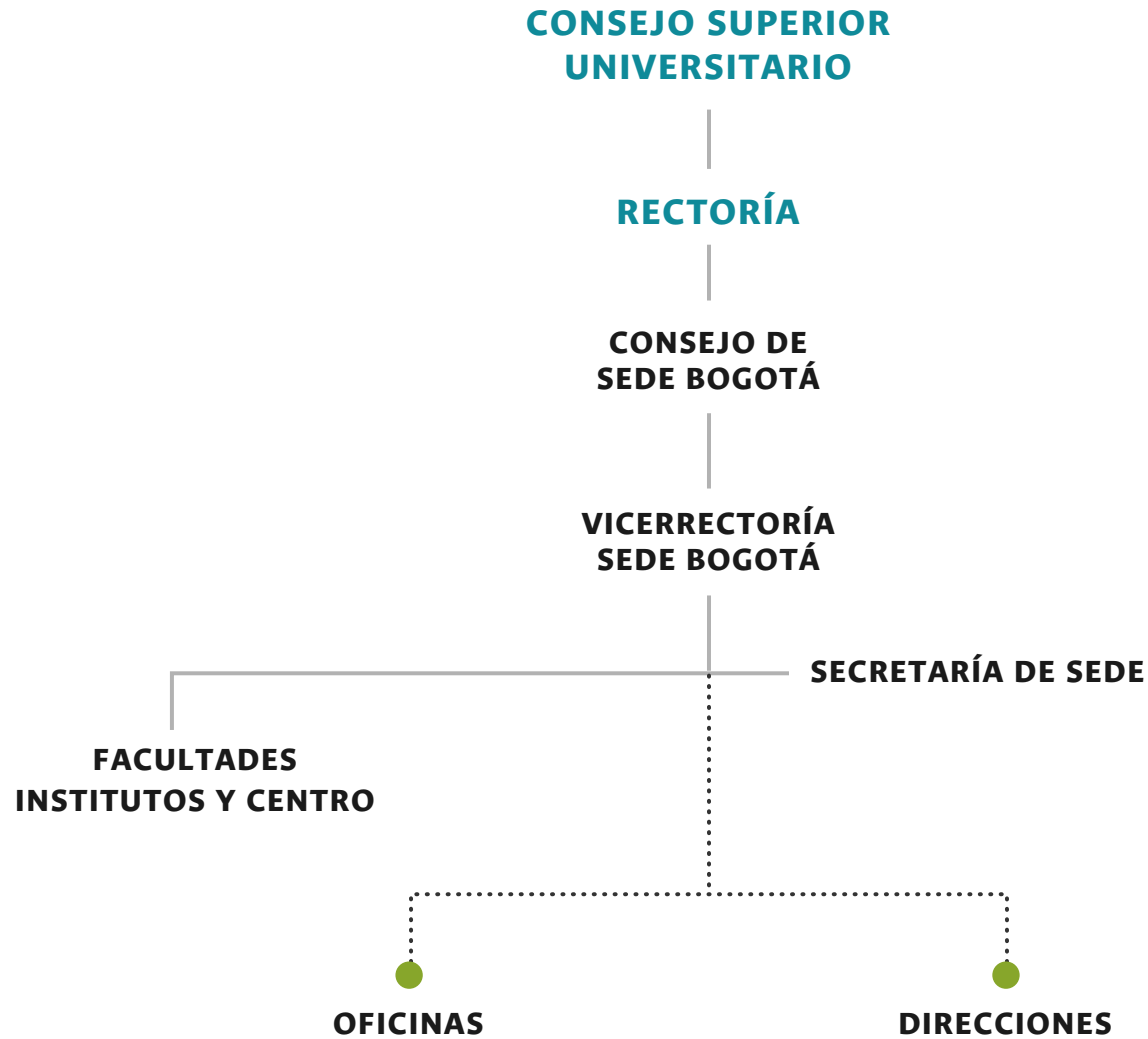 CONSEJO SUPERIOR
UNIVERSITARIO
RECTORÍA
CONSEJO DE
SEDE BOGOTÁ
VICERRECTORÍA
SEDE BOGOTÁ
SECRETARÍA DE SEDE
FACULTADES
INSTITUTOS Y CENTRO
OFICINAS
DIRECCIONES